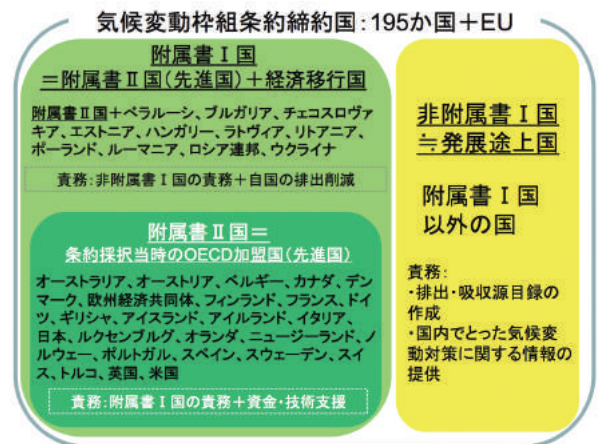 気候変動枠組条約締約国:195か国+EU
附属書Ⅰ国
=附属書Ⅱ国(先進国)+経済移行国
附属書Ⅱ国+ベラルーシ、ブルガリア、チェコスロヴァ
キア、エストニア、ハンガリー、ラトヴィア、リトアニア、
ポーランド、ルーマニア、ロシア連邦、ウクライナ
責務:非附属書Ⅰ国の責務+自国の排出削減
附属書Ⅱ国=
条約採択当時のOECD加盟国(先進国)
オーストラリア、オーストリア、ベルギー、カナダ、デン
マーク、欧州経済共同体、フィンランド、フランス、ドイ
ツ、ギリシャ、アイスランド、アイルランド、イタリア、
日本、ルクセンブルグ、オランダ、ニュージーランド、ノ
ルウェー、ポルトガル、スペイン、スウェーデン、スイ
ス、トルコ、英国、米国
責務:附属書Ⅰ国の責務+資金・技術支援
非附属書Ⅰ国
≒発展途上国
附属書Ⅰ国
以外の国
責務:
・排出・吸収源目録の
作成
・国内でとった気候変
動対策に関する情報の
提供